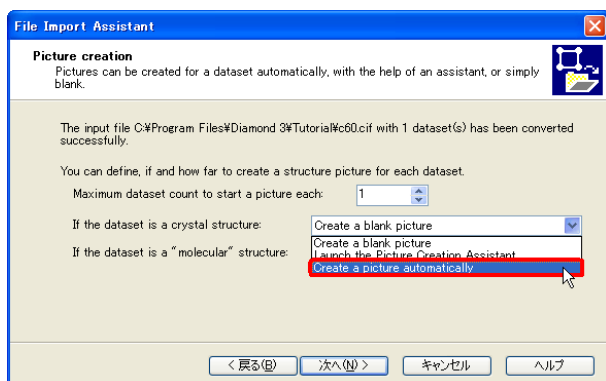 File Import Assistant
Picture creation
Pictures can be created for a dataset automatically, with the help of an assistant, or simply
blank.
The input file C:¥Program Files¥Diamond 3¥Tutorial¥c60.cif with 1 dataset(s) has been converted
successfully.
You can define, if and how far to create a structure picture for each dataset.
Maximum dataset count to start a picture each: 1
If the dataset is a crystal structure: Create a blank picture
Create a blank picture
If the dataset is a "molecular" structure: Launch the Picture Creation Assistant
Create a picture automatically
< 戻る(B) 次へ(N) > キャンセル ヘルプ